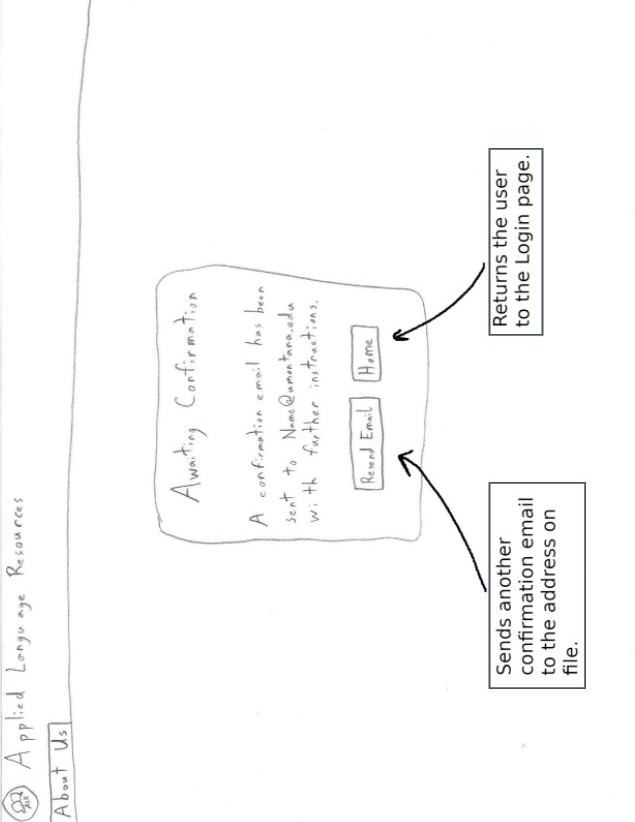 Applied Language Resources
About Us
Awaiting Confirmation
A confirmation email has been
sent to Name@umontana.edu
with further instructions.
Resend Email
Home
Sends another
confirmation email
to the address on
file.
Returns the user
to the Login page.